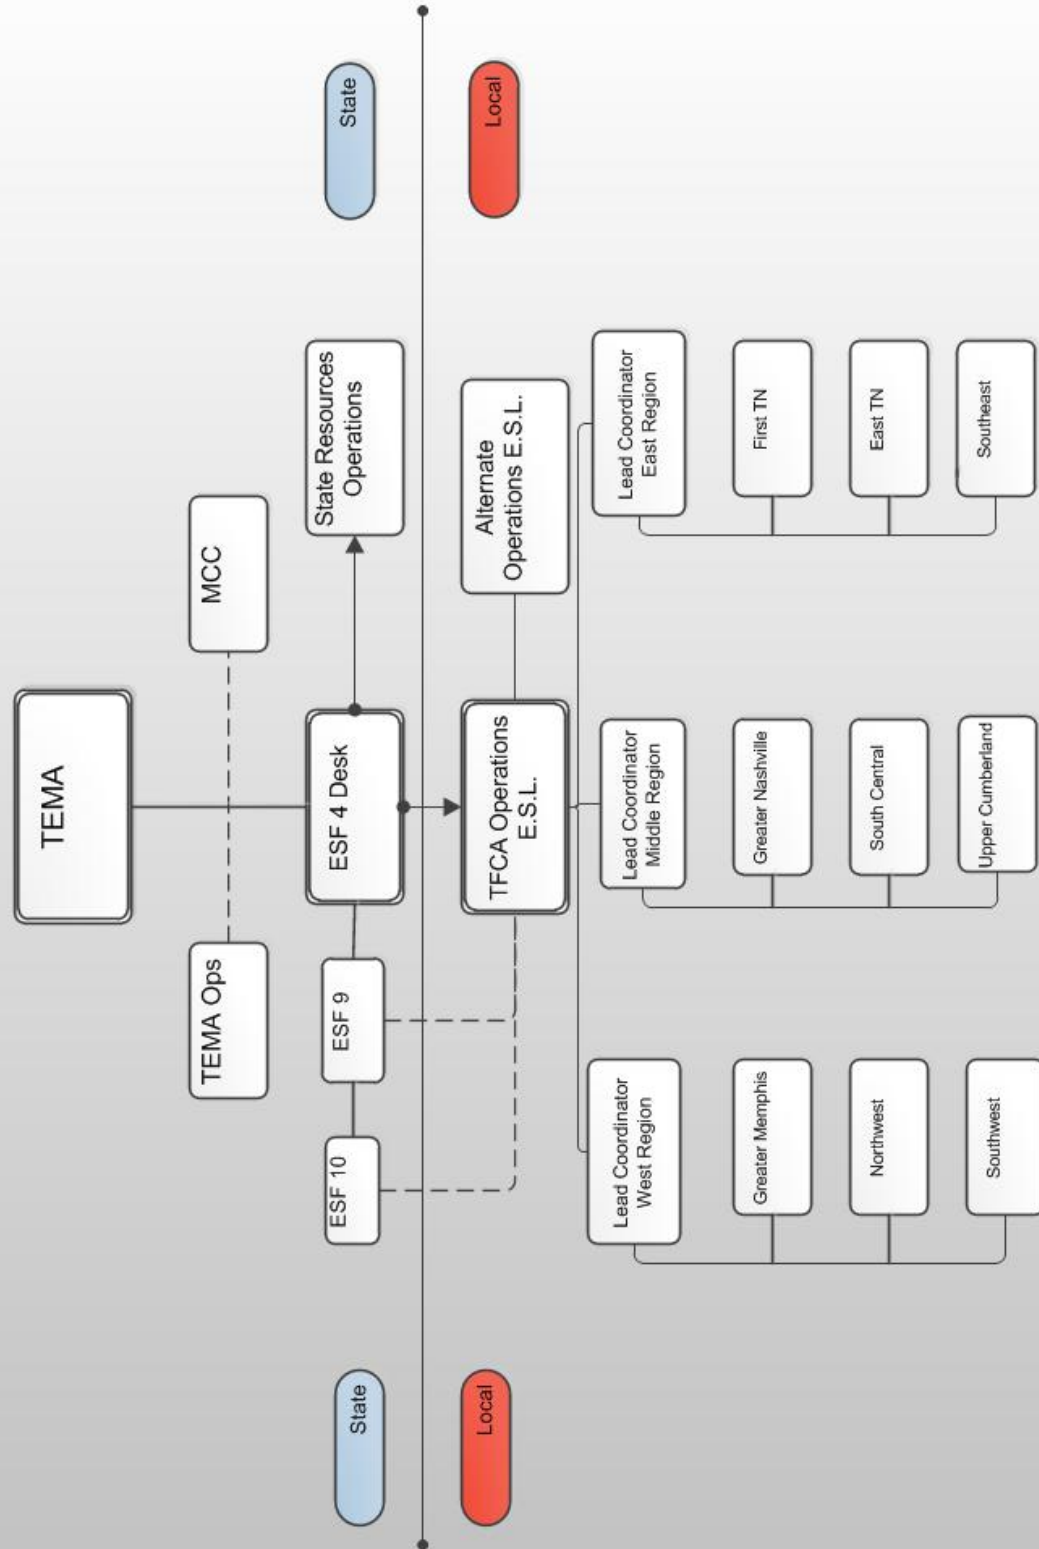 TEMA
TEMA Ops
MCC
State
ESF 10
ESF 9
ESF 4 Desk
State Resources
Operations
State
Local
TFCA Operations
E.S.L.
Alternate
Operations E.S.L.
Local
Lead Coordinator
West Region
Greater Memphis
Northwest
Southwest
Lead Coordinator
Middle Region
Greater Nashville
South Central
Upper Cumberland
Lead Coordinator
East Region
First TN
East TN
Southeast